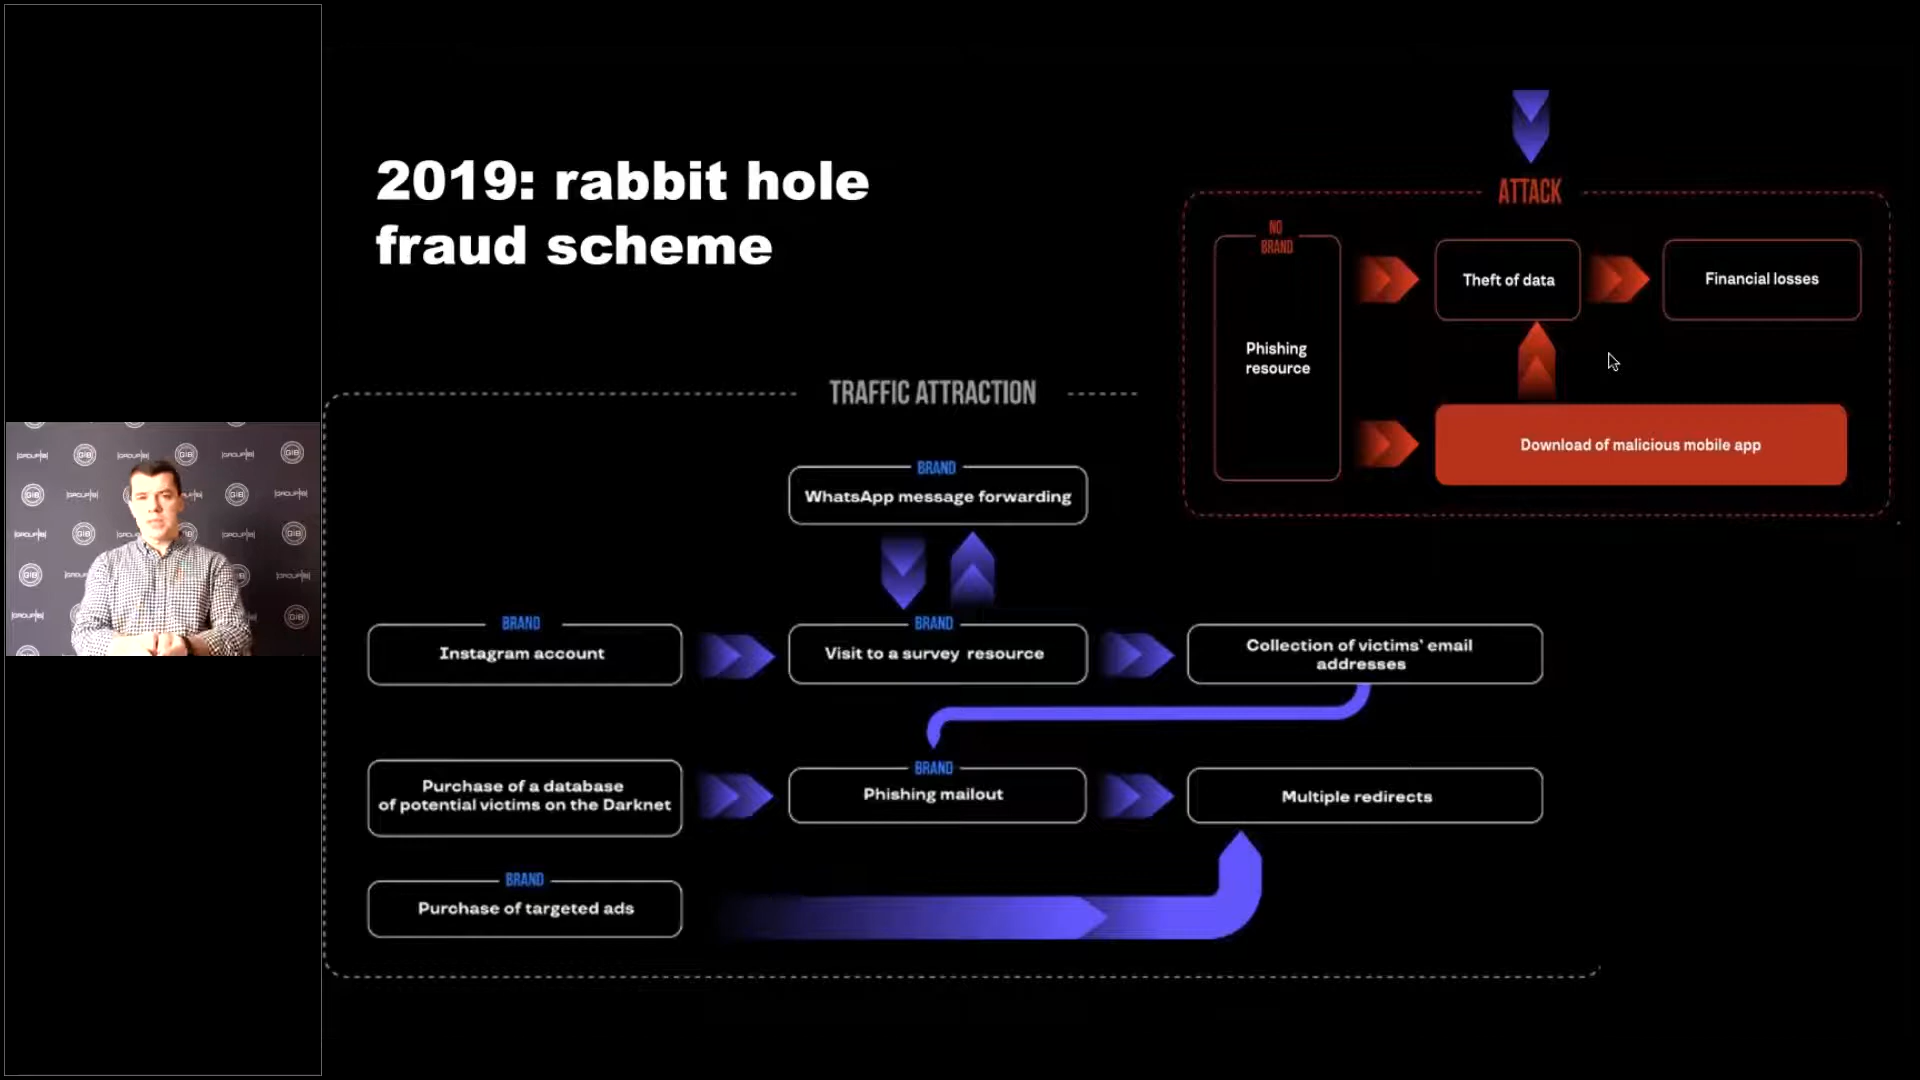 2019: rabbit hole
fraud scheme
ATTACK
NO
BRAND
Phishing
resource
Theft of data
Financial losses
Download of malicious mobile app
TRAFFIC ATTRACTION
BRAND
WhatsApp message forwarding
BRAND
Instagram account
BRAND
Visit to a survey resource
Collection of victims' email
addresses
Purchase of a database
of potential victims on the Darknet
BRAND
Phishing mailout
Multiple redirects
BRAND
Purchase of targeted ads